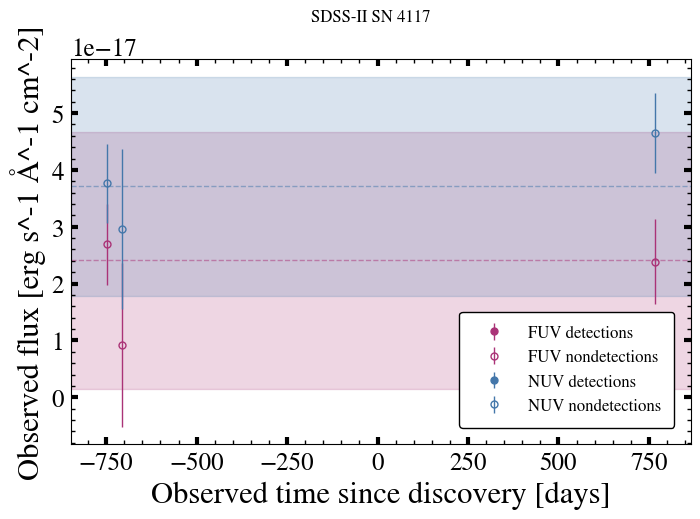 SDSS-II SN 4117
1e−17
Observed flux [erg s^-1 Å^-1 cm^-2]
5
4
3
2
1
0
FUV detections
FUV nondetections
NUV detections
NUV nondetections
−750 −500 −250 0 250 500 750
Observed time since discovery [days]